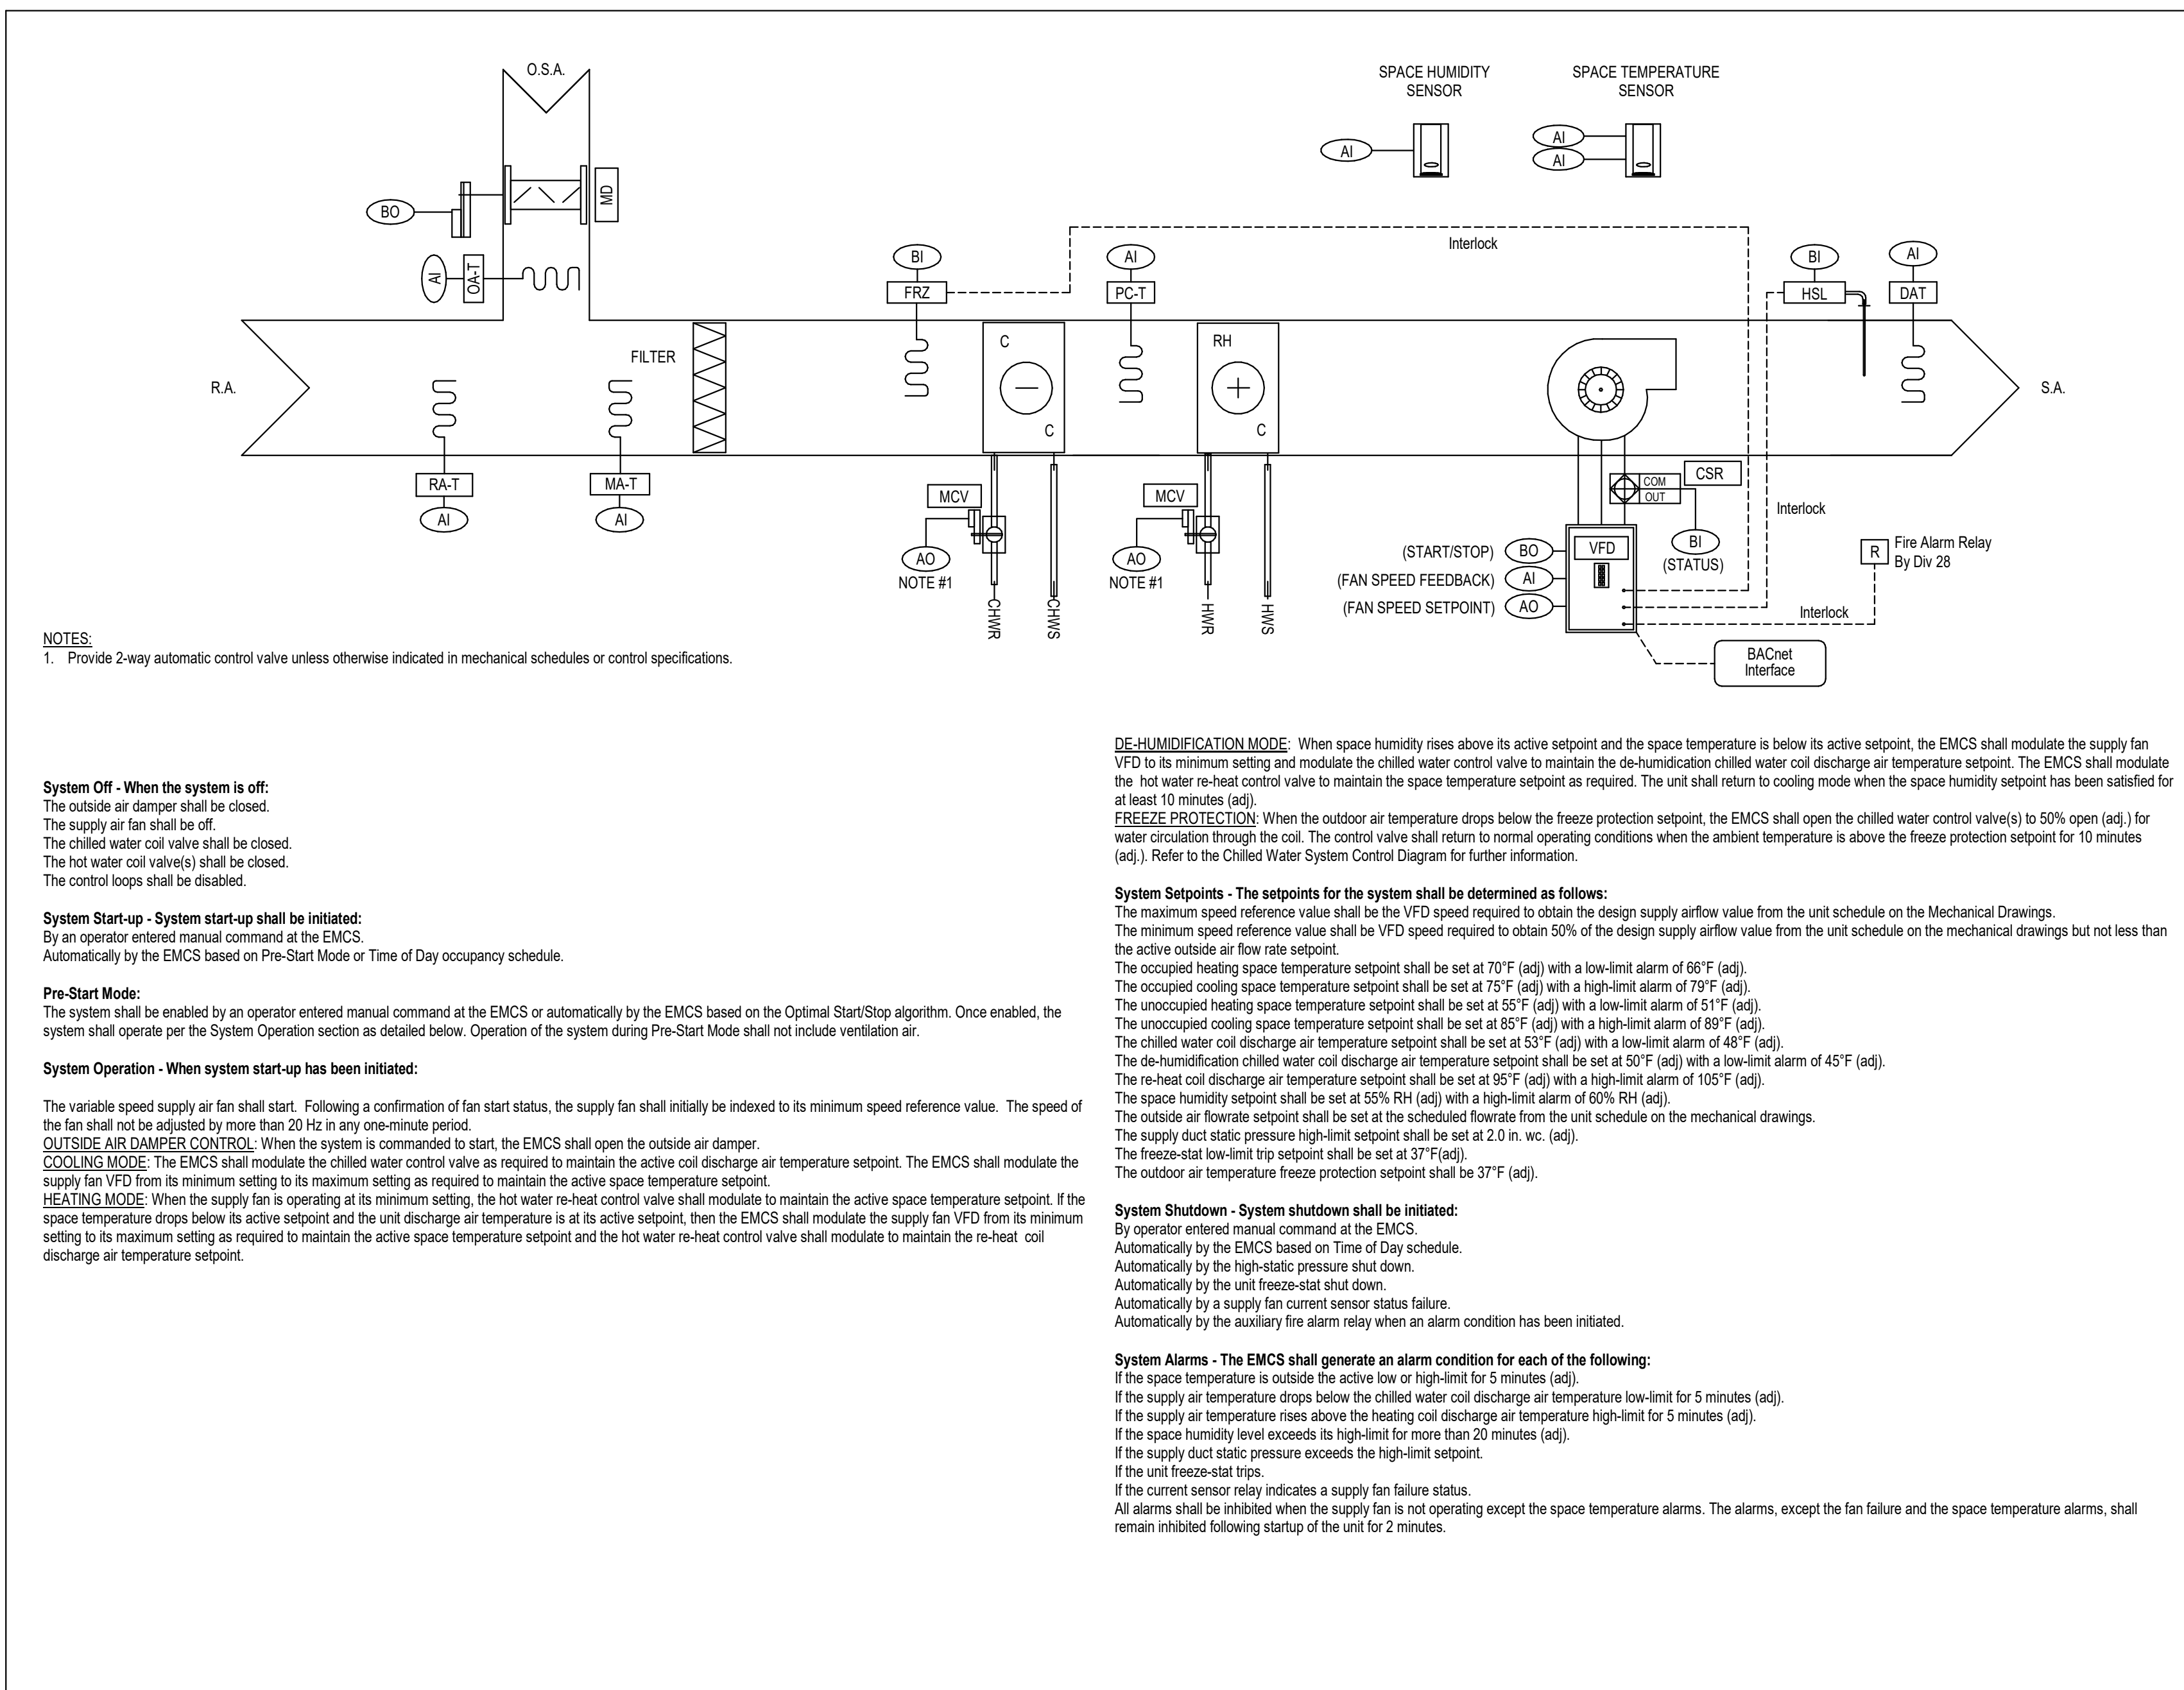 O.S.A.
SPACE HUMIDITY
SENSOR
SPACE TEMPERATURE
SENSOR
AI
AI
AI
BO
MD
AI
OA-T
BI
FRZ
AI
PC-T
Interlock
BI
HSL
AI
DAT
R.A.
FILTER
C
C
RH
C
S.A.
RA-T
AI
MA-T
AI
MCV
AO
NOTE #1
CHWR
CHWS
MCV
AO
NOTE #1
HWR
HWS
COM
OUT
CSR
Interlock
(START/STOP)
BO
VFD
BI
(STATUS)
(FAN SPEED FEEDBACK)
AI
(FAN SPEED SETPOINT)
AO
R
Fire Alarm Relay
By Div 28
Interlock
BACnet
Interface
NOTES:
1. Provide 2-way automatic control valve unless otherwise indicated in mechanical schedules or control specifications.
System Off - When the system is off:
The outside air damper shall be closed.
The supply air fan shall be off.
The chilled water coil valve shall be closed.
The hot water coil valve(s) shall be closed.
The control loops shall be disabled.
System Start-up - System start-up shall be initiated:
By an operator entered manual command at the EMCS.
Automatically by the EMCS based on Pre-Start Mode or Time of Day occupancy schedule.
Pre-Start Mode:
The system shall be enabled by an operator entered manual command at the EMCS or automatically by the EMCS based on the Optimal Start/Stop algorithm. Once enabled, the
system shall operate per the System Operation section as detailed below. Operation of the system during Pre-Start Mode shall not include ventilation air.
System Operation - When system start-up has been initiated:
The variable speed supply air fan shall start. Following a confirmation of fan start status, the supply fan shall initially be indexed to its minimum speed reference value. The speed of
the fan shall not be adjusted by more than 20 Hz in any one-minute period.
OUTSIDE AIR DAMPER CONTROL: When the system is commanded to start, the EMCS shall open the outside air damper.
COOLING MODE: The EMCS shall modulate the chilled water control valve as required to maintain the active coil discharge air temperature setpoint. The EMCS shall modulate the
supply fan VFD from its minimum setting to its maximum setting as required to maintain the active space temperature setpoint.
HEATING MODE: When the supply fan is operating at its minimum setting, the hot water re-heat control valve shall modulate to maintain the active space temperature setpoint. If the
space temperature drops below its active setpoint and the unit discharge air temperature is at its active setpoint, then the EMCS shall modulate the supply fan VFD from its minimum
setting to its maximum setting as required to maintain the active space temperature setpoint and the hot water re-heat control valve shall modulate to maintain the re-heat coil
discharge air temperature setpoint.
DE-HUMIDIFICATION MODE: When space humidity rises above its active setpoint and the space temperature is below its active setpoint, the EMCS shall modulate the supply fan
VFD to its minimum setting and modulate the chilled water control valve to maintain the de-humidication chilled water coil discharge air temperature setpoint. The EMCS shall modulate
the hot water re-heat control valve to maintain the space temperature setpoint as required. The unit shall return to cooling mode when the space humidity setpoint has been satisfied for
at least 10 minutes (adj).
FREEZE PROTECTION: When the outdoor air temperature drops below the freeze protection setpoint, the EMCS shall open the chilled water control valve(s) to 50% open (adj.) for
water circulation through the coil. The control valve shall return to normal operating conditions when the ambient temperature is above the freeze protection setpoint for 10 minutes
(adj.). Refer to the Chilled Water System Control Diagram for further information.
System Setpoints - The setpoints for the system shall be determined as follows:
The maximum speed reference value shall be the VFD speed required to obtain the design supply airflow value from the unit schedule on the Mechanical Drawings.
The minimum speed reference value shall be VFD speed required to obtain 50% of the design supply airflow value from the unit schedule on the mechanical drawings but not less than
the active outside air flow rate setpoint.
The occupied heating space temperature setpoint shall be set at 70°F (adj) with a low-limit alarm of 66°F (adj).
The occupied cooling space temperature setpoint shall be set at 75°F (adj) with a high-limit alarm of 79°F (adj).
The unoccupied heating space temperature setpoint shall be set at 55°F (adj) with a low-limit alarm of 51°F (adj).
The unoccupied cooling space temperature setpoint shall be set at 85°F (adj) with a high-limit alarm of 89°F (adj).
The chilled water coil discharge air temperature setpoint shall be set at 53°F (adj) with a low-limit alarm of 48°F (adj).
The de-humidification chilled water coil discharge air temperature setpoint shall be set at 50°F (adj) with a low-limit alarm of 45°F (adj).
The re-heat coil discharge air temperature setpoint shall be set at 95°F (adj) with a high-limit alarm of 105°F (adj).
The space humidity setpoint shall be set at 55% RH (adj) with a high-limit alarm of 60% RH (adj).
The outside air flowrate setpoint shall be set at the scheduled flowrate from the unit schedule on the mechanical drawings.
The supply duct static pressure high-limit setpoint shall be set at 2.0 in. wc. (adj).
The freeze-stat low-limit trip setpoint shall be set at 37°F(adj).
The outdoor air temperature freeze protection setpoint shall be 37°F (adj).
System Shutdown - System shutdown shall be initiated:
By operator entered manual command at the EMCS.
Automatically by the EMCS based on Time of Day schedule.
Automatically by the high-static pressure shut down.
Automatically by the unit freeze-stat shut down.
Automatically by a supply fan current sensor status failure.
Automatically by the auxiliary fire alarm relay when an alarm condition has been initiated.
System Alarms - The EMCS shall generate an alarm condition for each of the following:
If the space temperature is outside the active low or high-limit for 5 minutes (adj).
If the supply air temperature drops below the chilled water coil discharge air temperature low-limit for 5 minutes (adj).
If the supply air temperature rises above the heating coil discharge air temperature high-limit for 5 minutes (adj).
If the space humidity level exceeds its high-limit for more than 20 minutes (adj).
If the supply duct static pressure exceeds the high-limit setpoint.
If the unit freeze-stat trips.
If the current sensor relay indicates a supply fan failure status.
All alarms shall be inhibited when the supply fan is not operating except the space temperature alarms. The alarms, except the fan failure and the space temperature alarms, shall
remain inhibited following startup of the unit for 2 minutes.